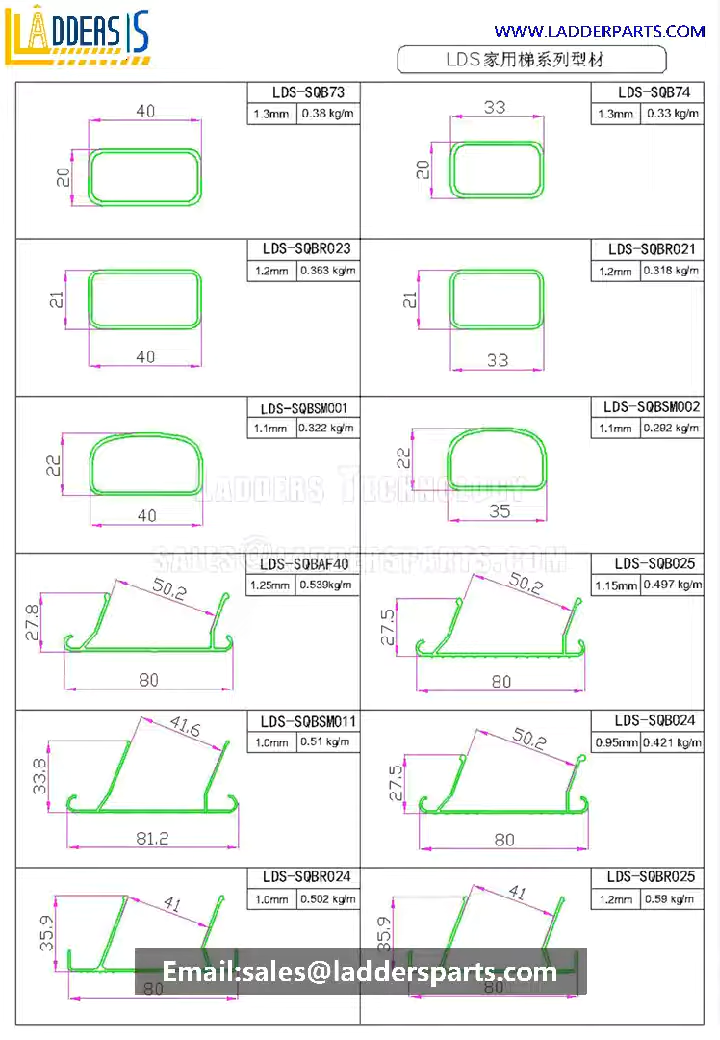 LADDERS
WWW.LADDERPARTS.COM
LDS家用梯系列型材
LDS-SQB73
1.3mm 0.38 kg/m
40
20
LDS-SQB74
1.3mm 0.33 kg/m
33
20
LDS-SQBR023
1.2mm 0.363 kg/m
21
40
LDS-SQBR021
1.2mm 0.318 kg/m
21
33
LDS-SQBSM001
1.1mm 0.322 kg/m
22
40
LDS-SQBSM002
1.1mm 0.292 kg/m
22
35
LADDERS TECHNOLOGY
SALES@LADDERSPARTS.COM
LDS-SQBAF40
1.25mm 0.539kg/m
50.2
27.8
80
LDS-SQB025
1.15mm 0.497 kg/m
50.2
27.5
80
LDS-SQBSM011
1.0mm 0.51 kg/m
41.6
33.3
81.2
LDS-SQB024
0.95mm 0.421 kg/m
50.2
27.5
80
LDS-SQBR024
1.0mm 0.502 kg/m
41
35.9
80
LDS-SQBR025
1.2mm 0.59 kg/m
41
35.9
80
Email:sales@laddersparts.com